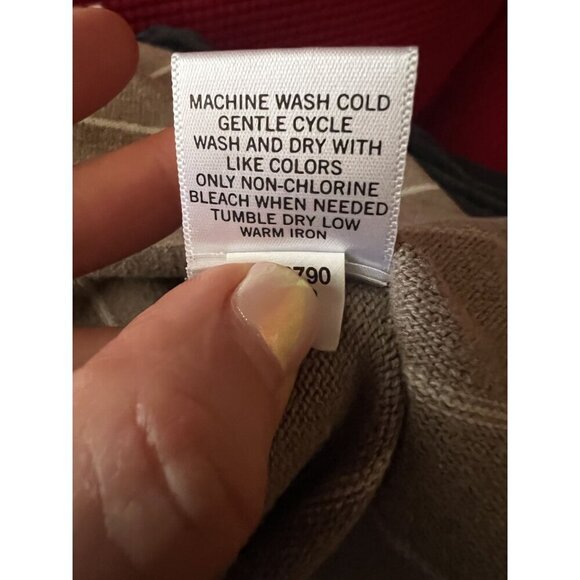 MACHINE WASH COLD
GENTLE CYCLE
WASH AND DRY WITH
LIKE COLORS
ONLY NON-CHLORINE
BLEACH WHEN NEEDED
TUMBLE DRY LOW
WARM IRON
790